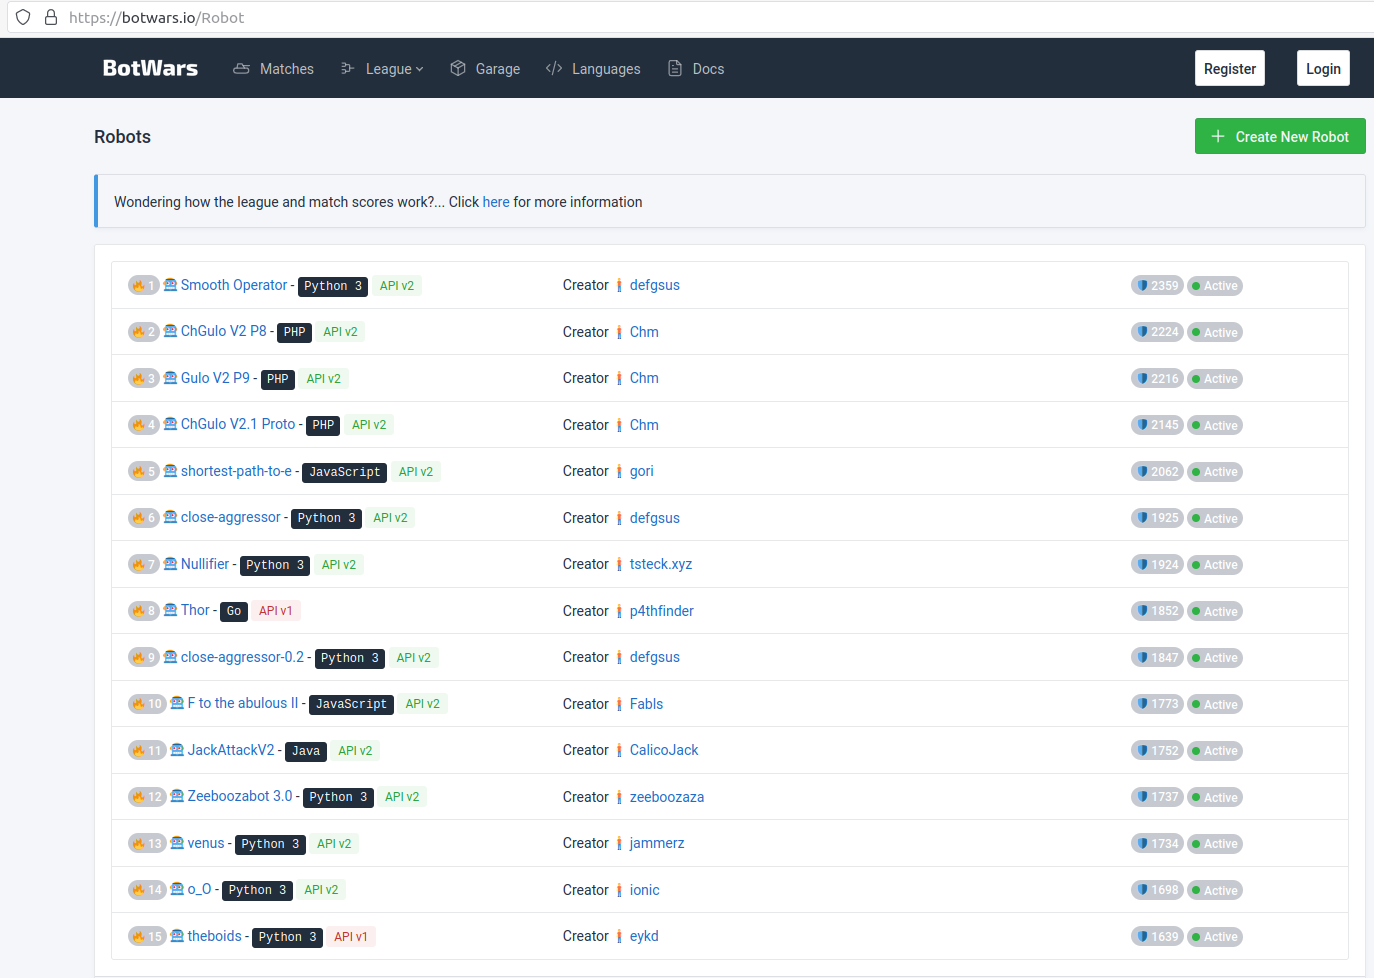 https://botwars.io/Robot
BotWars Matches League Garage Languages Docs Register Login
Robots
Create New Robot
Wondering how the league and match scores work?... Click here for more information
1 Smooth Operator - Python 3 API v2 Creator defgsus 2359 Active
2 ChGulo V2 P8 - PHP API v2 Creator Chm 2224 Active
3 Gulo V2 P9 - PHP API v2 Creator Chm 2216 Active
4 ChGulo V2.1 Proto - PHP API v2 Creator Chm 2145 Active
5 shortest-path-to-e - JavaScript API v2 Creator gori 2062 Active
6 close-aggressor - Python 3 API v2 Creator defgsus 1925 Active
7 Nullifier - Python 3 API v2 Creator tsteck.xyz 1924 Active
8 Thor - Go API v1 Creator p4thfinder 1852 Active
9 close-aggressor-0.2 - Python 3 API v2 Creator defgsus 1847 Active
10 F to the abulous II - JavaScript API v2 Creator Fabls 1773 Active
11 JackAttackV2 - Java API v2 Creator CalicoJack 1752 Active
12 Zeeboozabot 3.0 - Python 3 API v2 Creator zeeboozaza 1737 Active
13 venus - Python 3 API v2 Creator jammerz 1734 Active
14 o_O - Python 3 API v2 Creator ionic 1698 Active
15 theboids - Python 3 API v1 Creator eykd 1639 Active